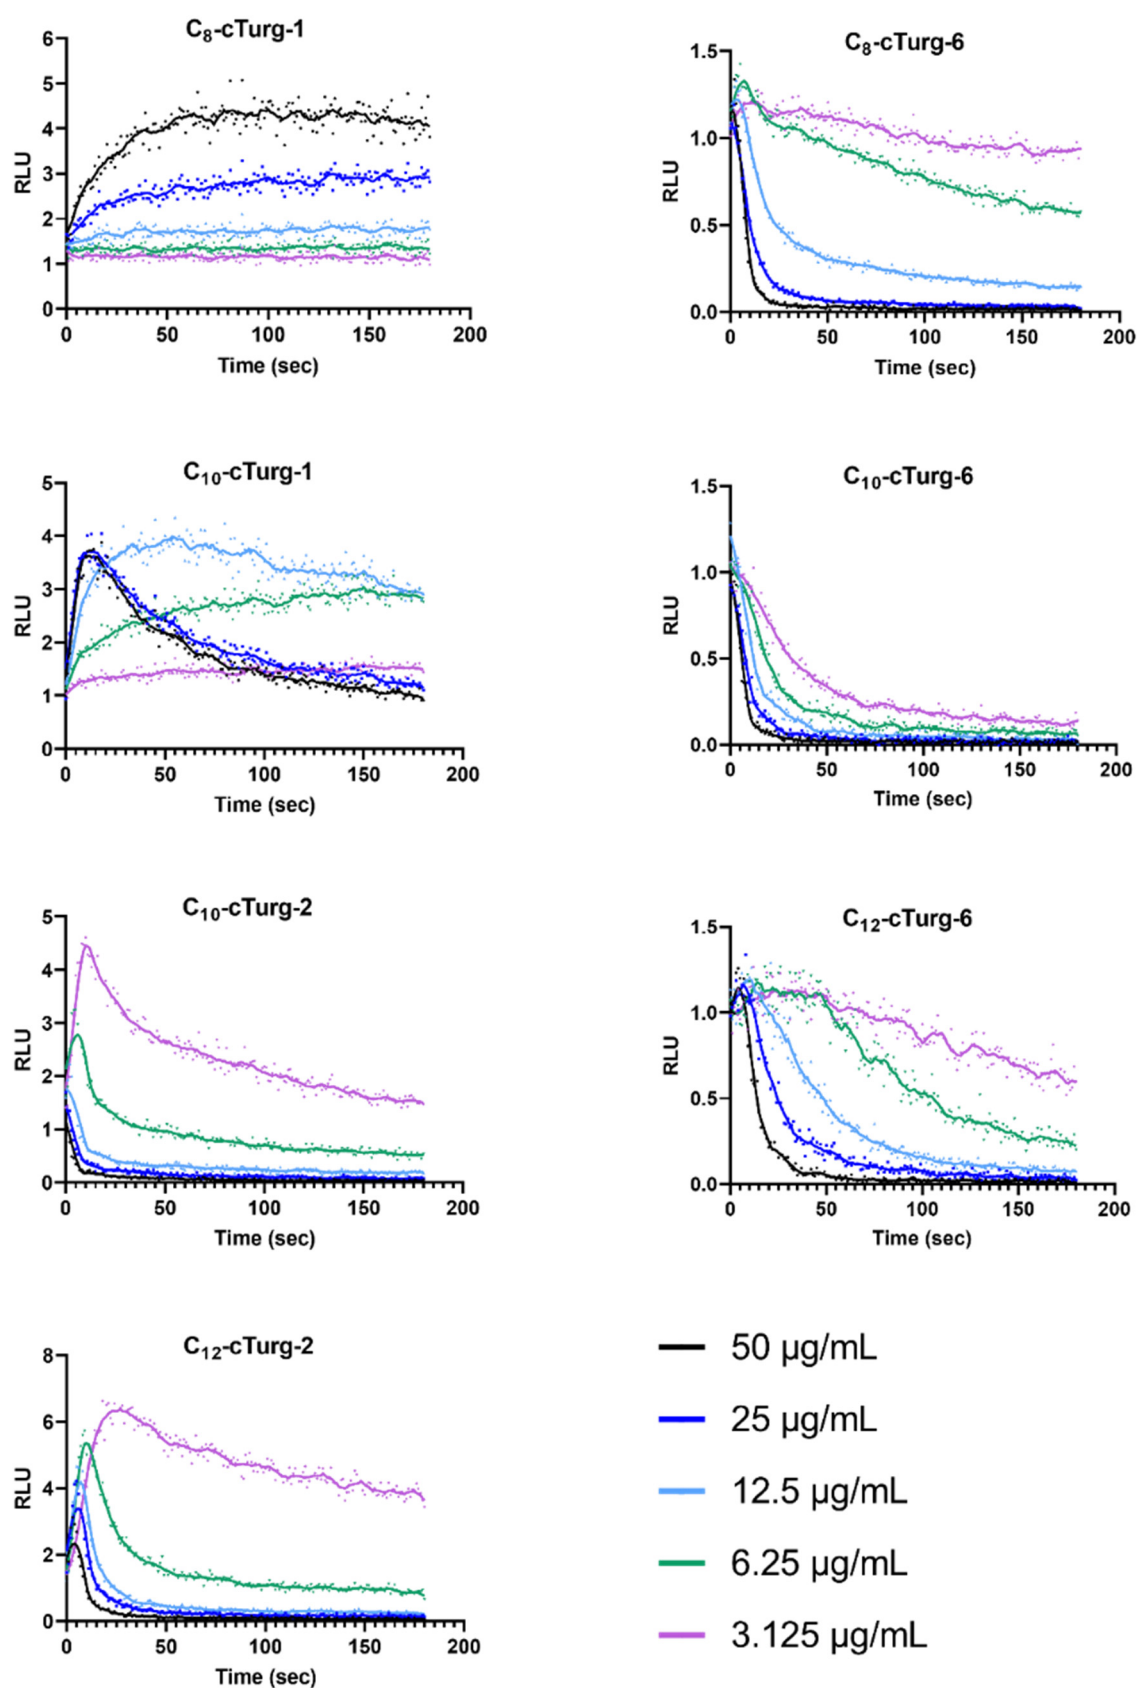 C₈-cTurg-1
6
5
4
3
2
1
0
RLU
0 50 100 150 200
Time (sec)
C₈-cTurg-6
1.5
1.0
0.5
0.0
RLU
0 50 100 150 200
Time (sec)
C₁₀-cTurg-1
5
4
3
2
1
0
RLU
0 50 100 150 200
Time (sec)
C₁₀-cTurg-6
1.5
1.0
0.5
0.0
RLU
0 50 100 150 200
Time (sec)
C₁₀-cTurg-2
5
4
3
2
1
0
RLU
0 50 100 150 200
Time (sec)
C₁₂-cTurg-6
1.5
1.0
0.5
0.0
RLU
0 50 100 150 200
Time (sec)
C₁₂-cTurg-2
8
6
4
2
0
RLU
0 50 100 150 200
Time (sec)
50 µg/mL
25 µg/mL
12.5 µg/mL
6.25 µg/mL
3.125 µg/mL